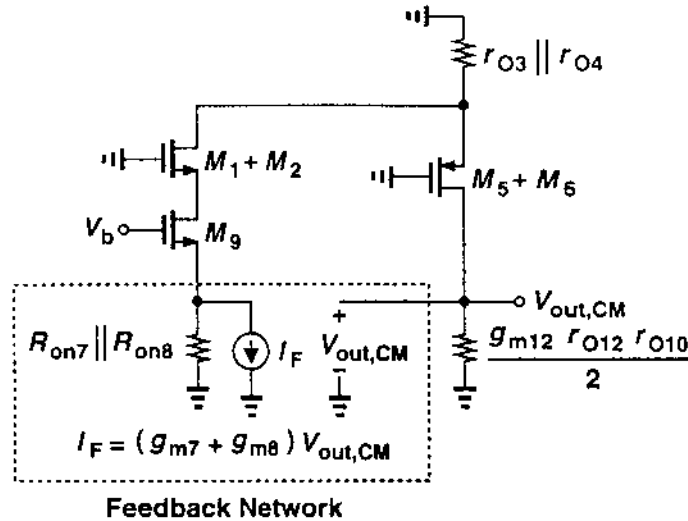 r_O3 || r_O4
M_1 + M_2
M_5 + M_6
V_b
M_9
V_out,CM
R_on7 || R_on8
I_F
+
V_out,CM
-
g_m12 r_O12 r_O10
2
I_F = ( g_m7 + g_m8 ) V_out,CM
Feedback Network